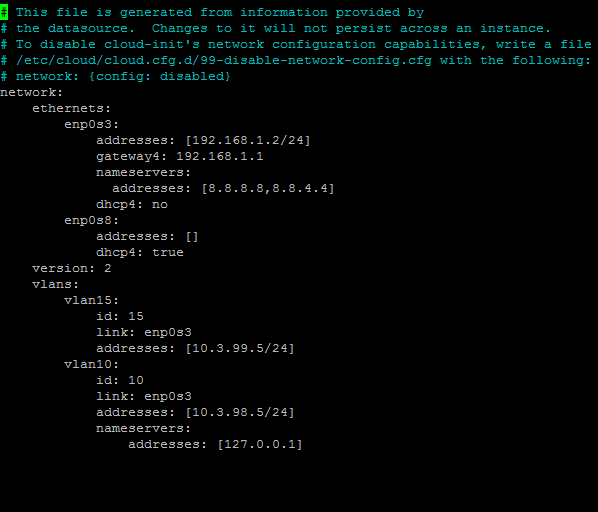 # This file is generated from information provided by
# the datasource.  Changes to it will not persist across an instance.
# To disable cloud-init's network configuration capabilities, write a file
# /etc/cloud/cloud.cfg.d/99-disable-network-config.cfg with the following:
# network: {config: disabled}
network:
    ethernets:
        enp0s3:
            addresses: [192.168.1.2/24]
            gateway4: 192.168.1.1
            nameservers:
              addresses: [8.8.8.8,8.8.4.4]
            dhcp4: no
        enp0s8:
            addresses: []
            dhcp4: true
    version: 2
    vlans:
        vlan15:
            id: 15
            link: enp0s3
            addresses: [10.3.99.5/24]
        vlan10:
            id: 10
            link: enp0s3
            addresses: [10.3.98.5/24]
            nameservers:
                addresses: [127.0.0.1]